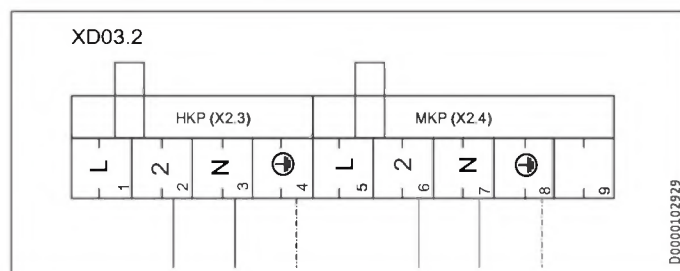 XD03.2
HKP (X2.3) MKP (X2.4)
L 2 N L 2 N
1 2 3 4 5 6 7 8 9
D0000102929